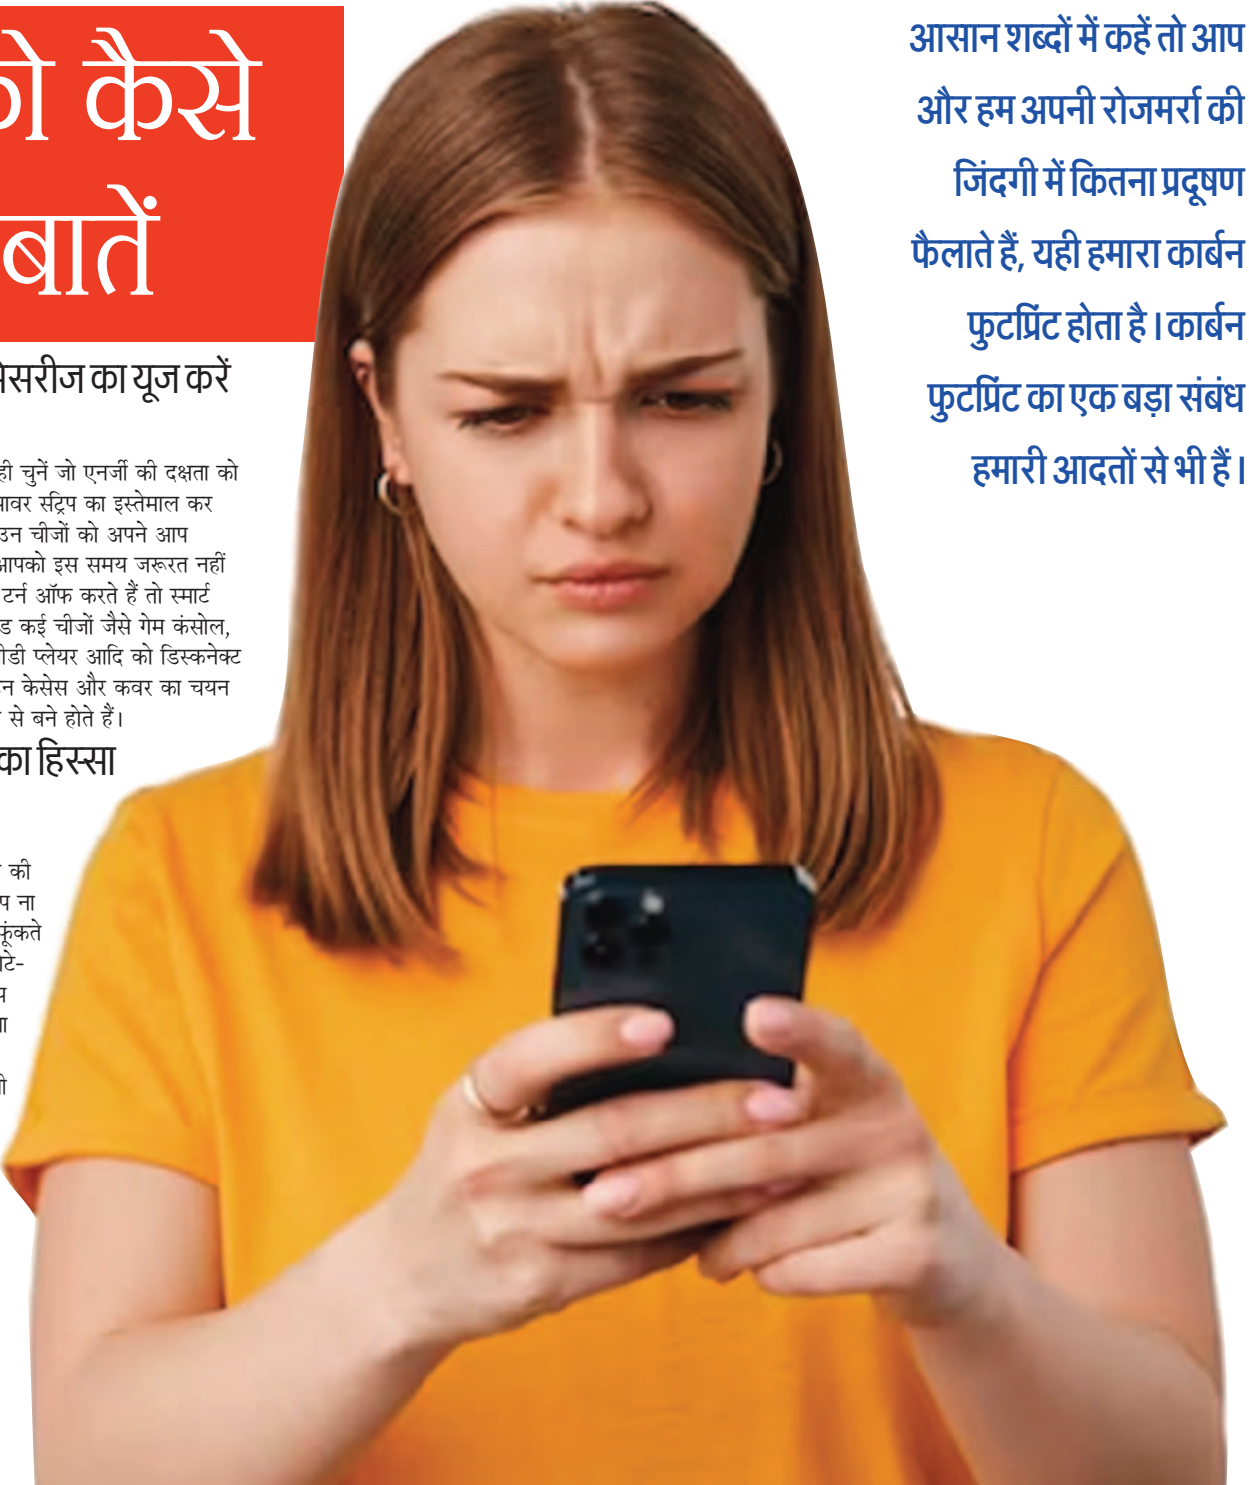 को कैसे
बातें
का यूज करें
ही चुनें जो एनर्जी की दक्षता को
पावर स्ट्रिप का इस्तेमाल कर
उन चीजों को अपने आप
आपको इस समय जरूरत नहीं
टर्न ऑफ करते हैं तो स्मार्ट
कई चीजों जैसे गेम कंसोल,
प्लेयर आदि को डिस्कनेक्ट
केसेस और कवर का चयन
से बने होते हैं।
का हिस्सा
की
ना
फूंकते
आसान शब्दों में कहें तो आप
और हम अपनी रोजमर्रा की
जिंदगी में कितना प्रदूषण
फैलाते हैं, यही हमारा कार्बन
फुटप्रिंट होता है। कार्बन
फुटप्रिंट का एक बड़ा संबंध
हमारी आदतों से भी हैं।